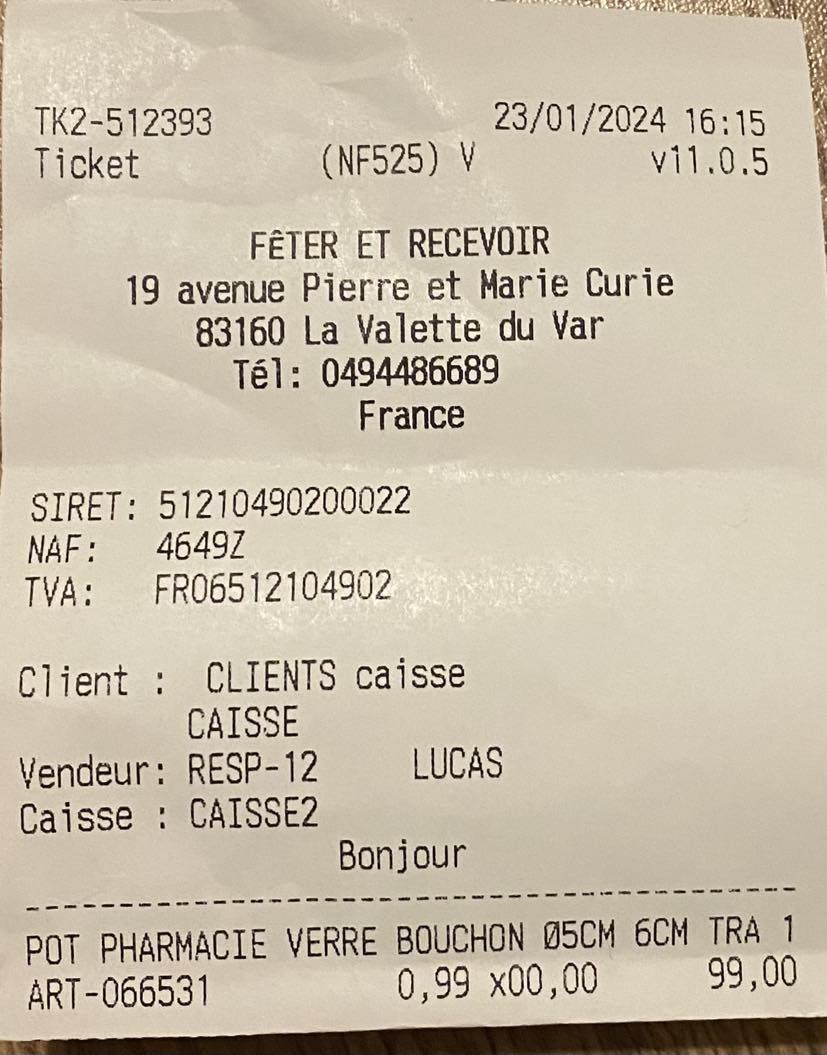 TK2-512393 23/01/2024 16:15
Ticket (NF525) V v11.0.5
FêTER ET RECEVOIR
19 avenue Pierre et Marie Curie
83160 La Valette du Var
Tél: 0494486689
France
SIRET: 51210490200022
NAF: 4649Z
TVA: FR06512104902
Client : CLIENTS caisse
CAISSE
Vendeur: RESP-12 LUCAS
Caisse : CAISSE2
Bonjour
POT PHARMACIE VERRE BOUCHON Ø5CM 6CM TRA 1
ART-066531 0,99 x00,00 99,00